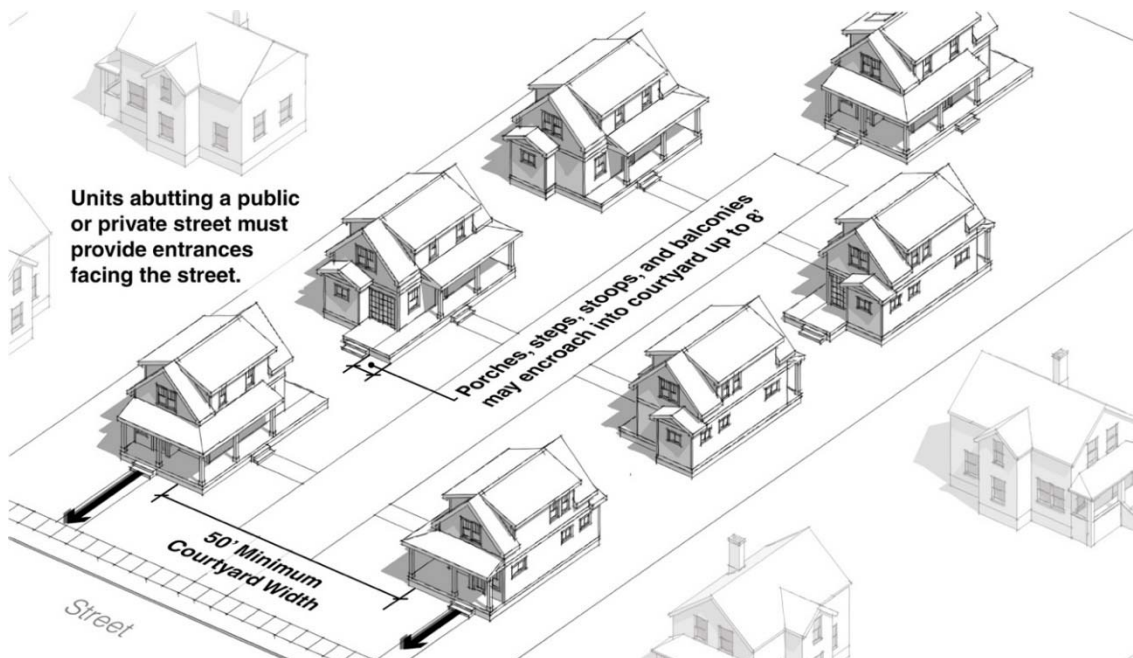 Units abutting a public
or private street must
provide entrances
facing the street.
Porches, steps, stoops, and balconies
may encroach into courtyard up to 8’
50’ Minimum
Courtyard Width
Street